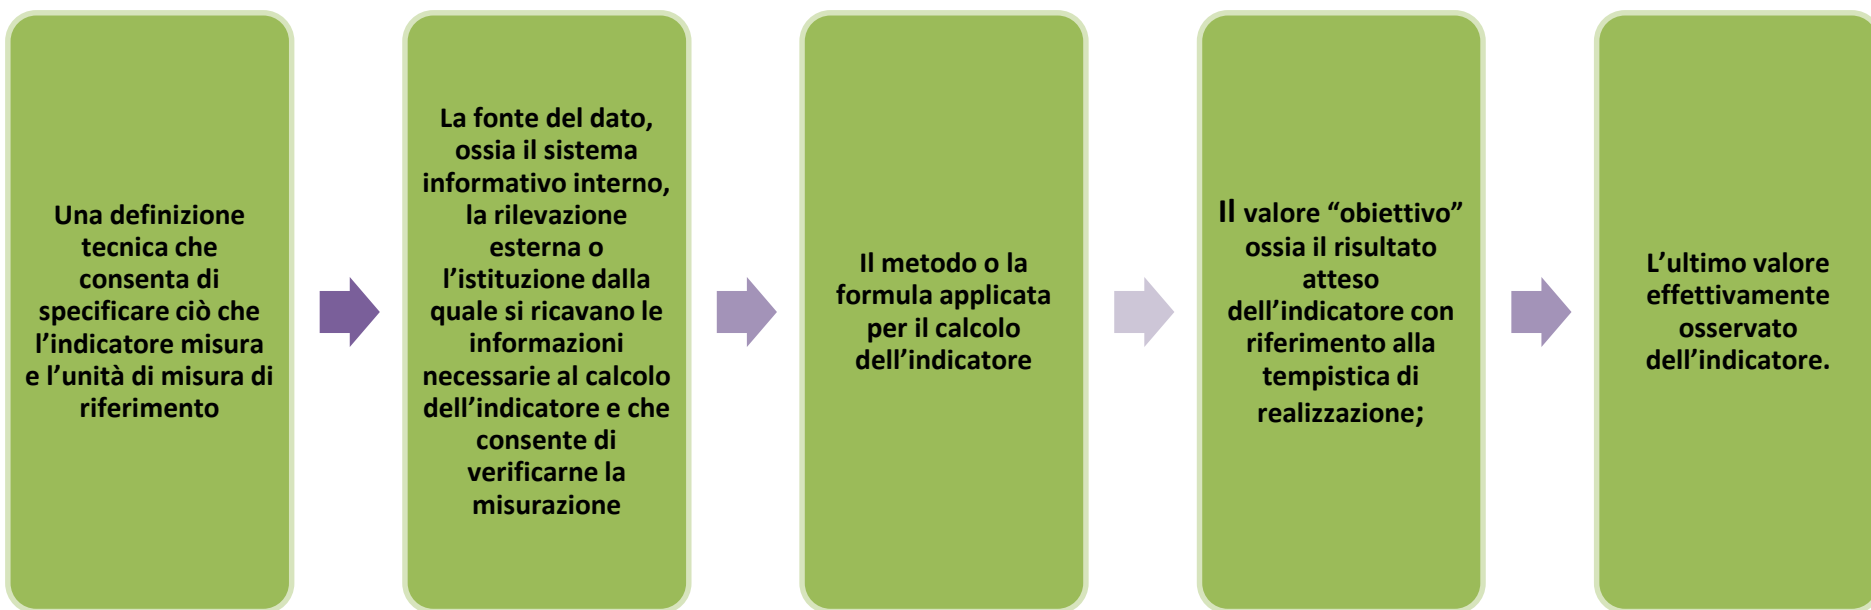 Una definizione
tecnica che
consenta di
specificare ciò che
l’indicatore misura
e l’unità di misura di
riferimento
La fonte del dato,
ossia il sistema
informativo interno,
la rilevazione
esterna o
l’istituzione dalla
quale si ricavano le
informazioni
necessarie al calcolo
dell’indicatore e che
consente di
verificarne la
misurazione
Il metodo o la
formula applicata
per il calcolo
dell’indicatore
Il valore “obiettivo”
ossia il risultato
atteso
dell’indicatore con
riferimento alla
tempistica di
realizzazione;
L’ultimo valore
effettivamente
osservato
dell’indicatore.